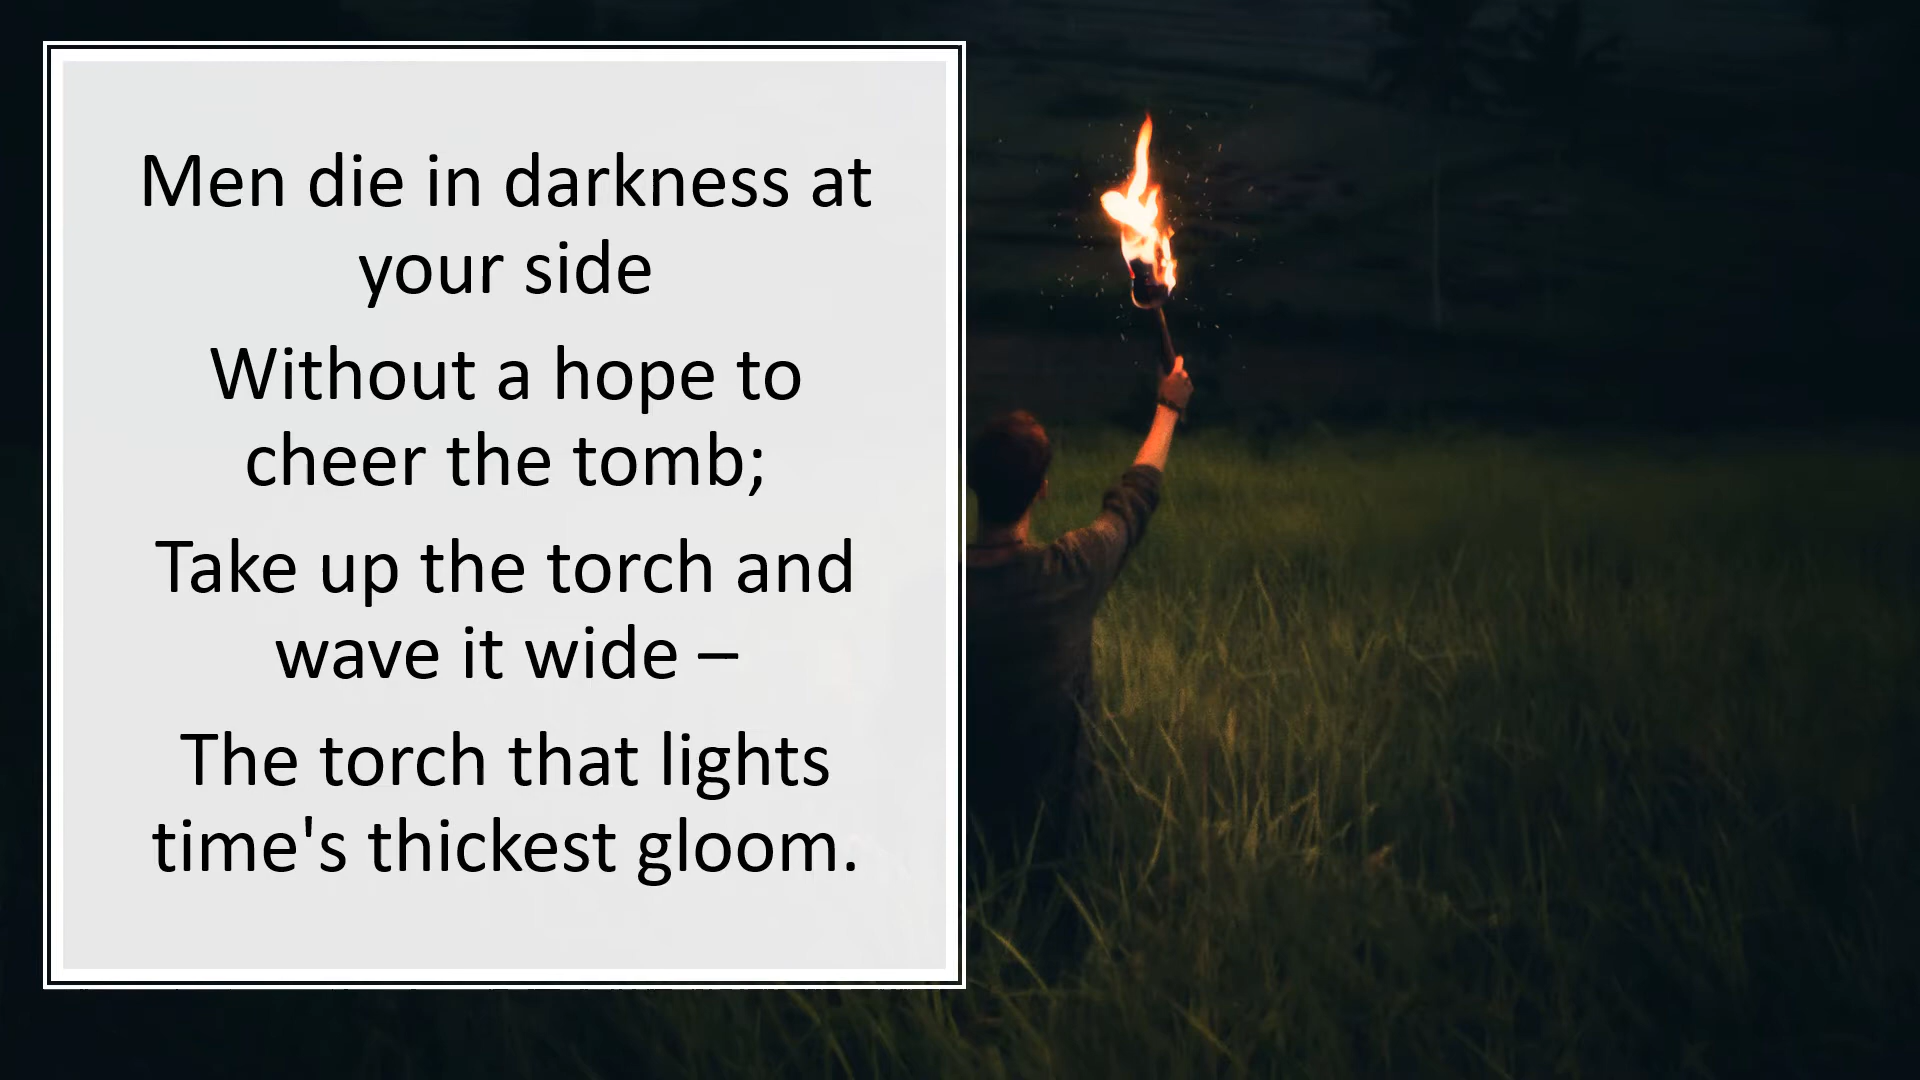 Men die in darkness at
your side
Without a hope to
cheer the tomb;
Take up the torch and
wave it wide –
The torch that lights
time's thickest gloom.